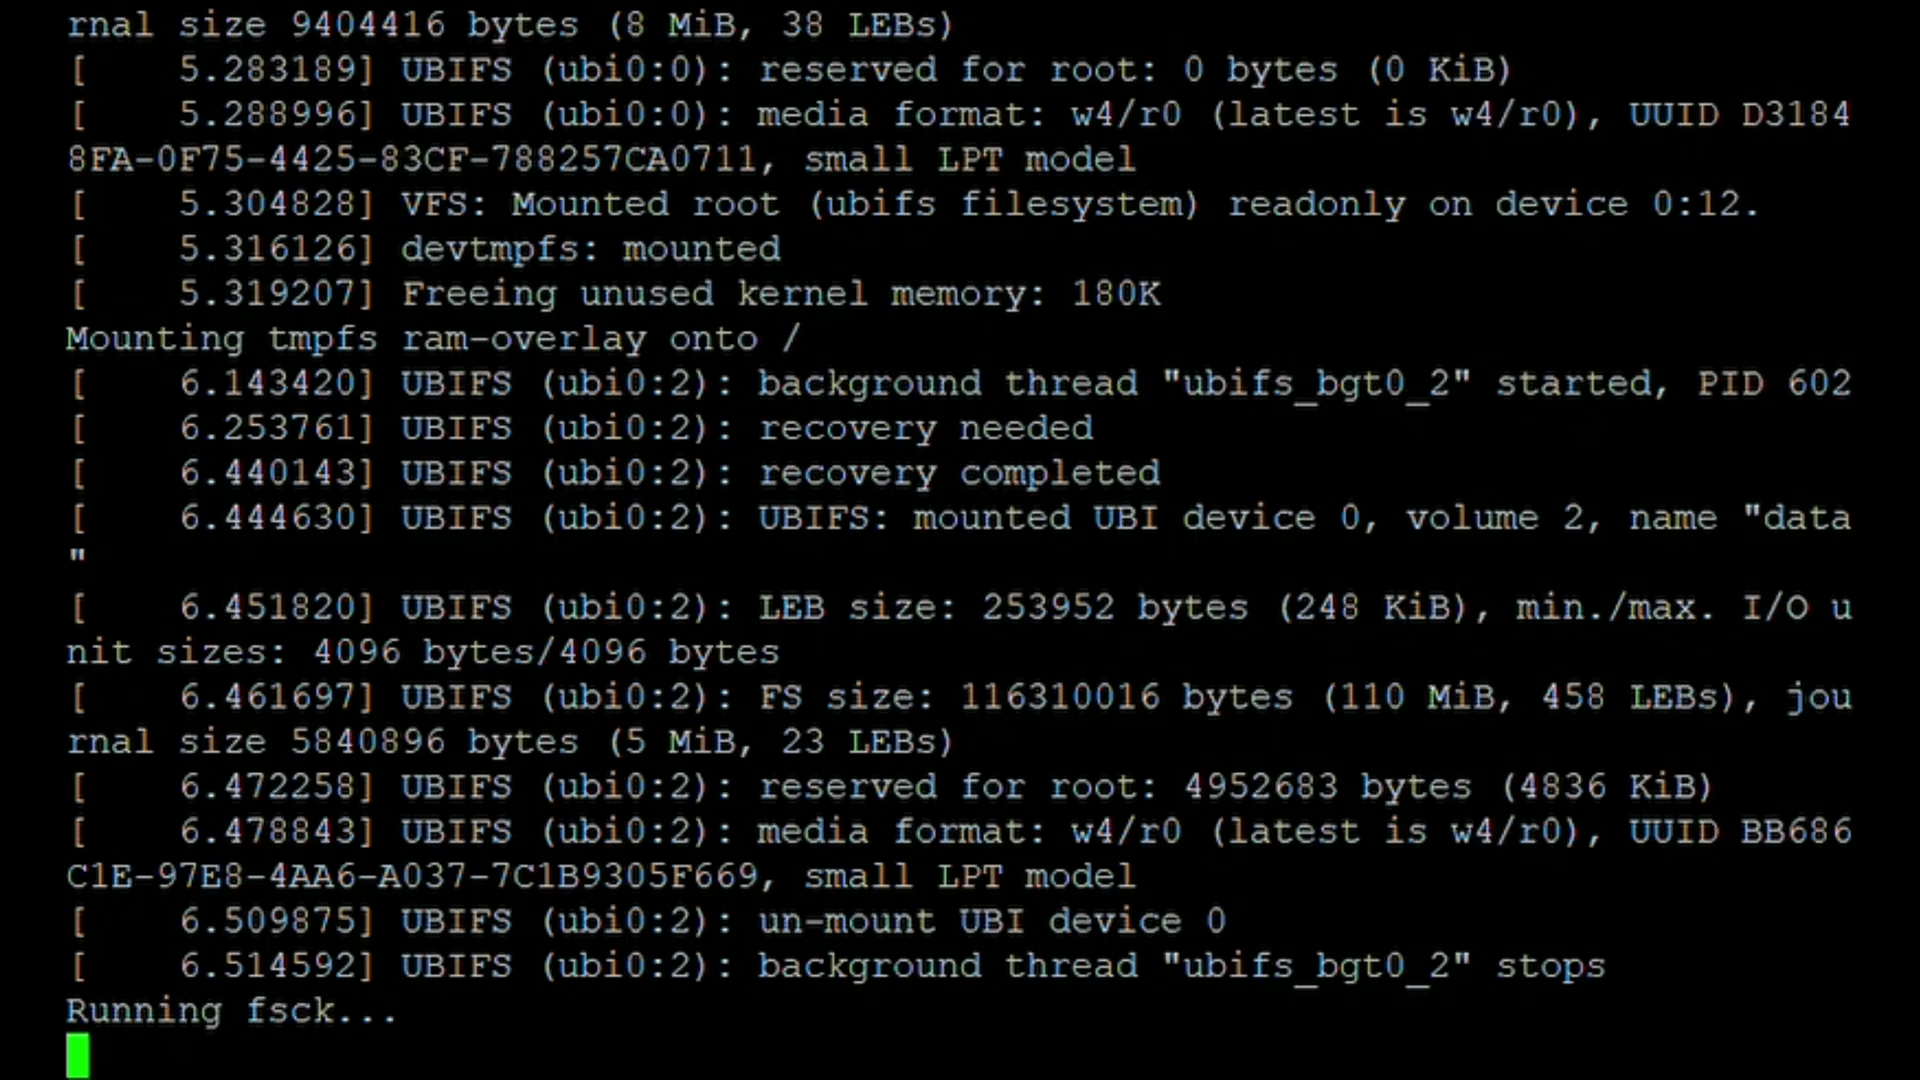 rnal size 9404416 bytes (8 MiB, 38 LEBs)
[    5.283189] UBIFS (ubi0:0): reserved for root: 0 bytes (0 KiB)
[    5.288996] UBIFS (ubi0:0): media format: w4/r0 (latest is w4/r0), UUID D3184
8FA-0F75-4425-83CF-788257CA0711, small LPT model
[    5.304828] VFS: Mounted root (ubifs filesystem) readonly on device 0:12.
[    5.316126] devtmpfs: mounted
[    5.319207] Freeing unused kernel memory: 180K
Mounting tmpfs ram-overlay onto /
[    6.143420] UBIFS (ubi0:2): background thread "ubifs_bgt0_2" started, PID 602
[    6.253761] UBIFS (ubi0:2): recovery needed
[    6.440143] UBIFS (ubi0:2): recovery completed
[    6.444630] UBIFS (ubi0:2): UBIFS: mounted UBI device 0, volume 2, name "data
"
[    6.451820] UBIFS (ubi0:2): LEB size: 253952 bytes (248 KiB), min./max. I/O u
nit sizes: 4096 bytes/4096 bytes
[    6.461697] UBIFS (ubi0:2): FS size: 116310016 bytes (110 MiB, 458 LEBs), jou
rnal size 5840896 bytes (5 MiB, 23 LEBs)
[    6.472258] UBIFS (ubi0:2): reserved for root: 4952683 bytes (4836 KiB)
[    6.478843] UBIFS (ubi0:2): media format: w4/r0 (latest is w4/r0), UUID BB686
C1E-97E8-4AA6-A037-7C1B9305F669, small LPT model
[    6.509875] UBIFS (ubi0:2): un-mount UBI device 0
[    6.514592] UBIFS (ubi0:2): background thread "ubifs_bgt0_2" stops
Running fsck...